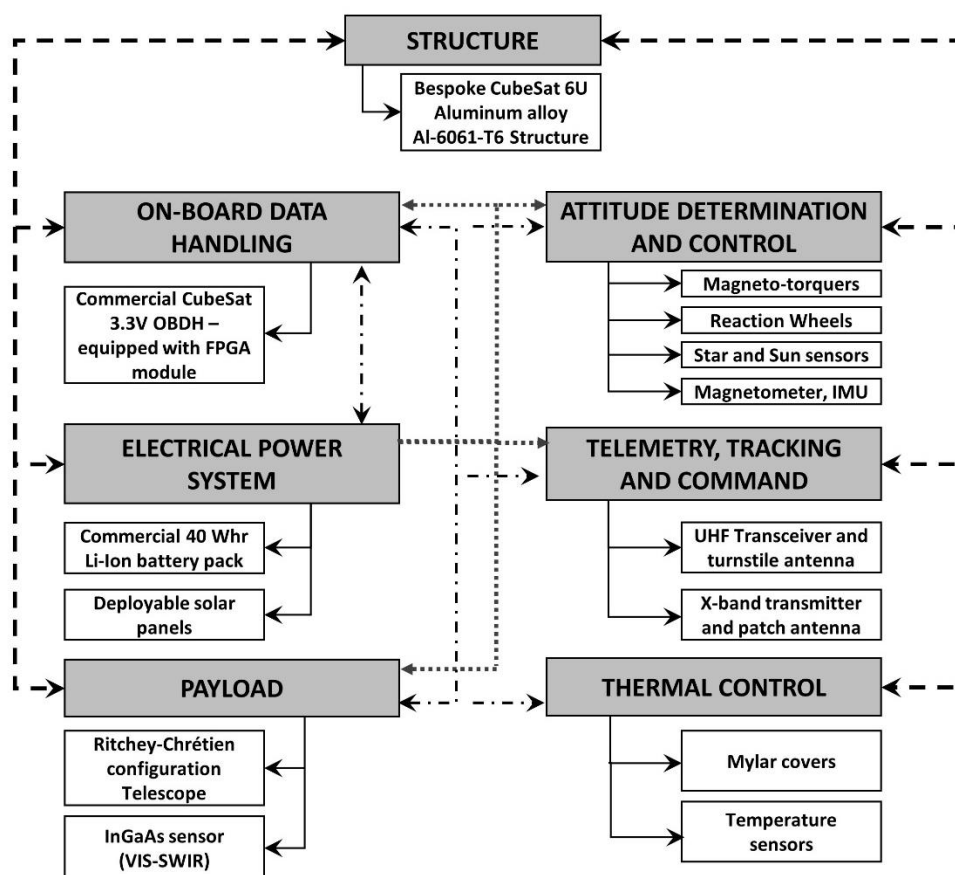 STRUCTURE
Bespoke CubeSat 6U
Aluminum alloy
Al-6061-T6 Structure
ON-BOARD DATA
HANDLING
Commercial CubeSat
3.3V OBDH –
equipped with FPGA
module
ATTITUDE DETERMINATION
AND CONTROL
Magneto-torquers
Reaction Wheels
Star and Sun sensors
Magnetometer, IMU
ELECTRICAL POWER
SYSTEM
Commercial 40 Whr
Li-Ion battery pack
Deployable solar
panels
TELEMETRY, TRACKING
AND COMMAND
UHF Transceiver and
turnstile antenna
X-band transmitter
and patch antenna
PAYLOAD
Ritchey-Chrétien
configuration
Telescope
InGaAs sensor
(VIS-SWIR)
THERMAL CONTROL
Mylar covers
Temperature
sensors